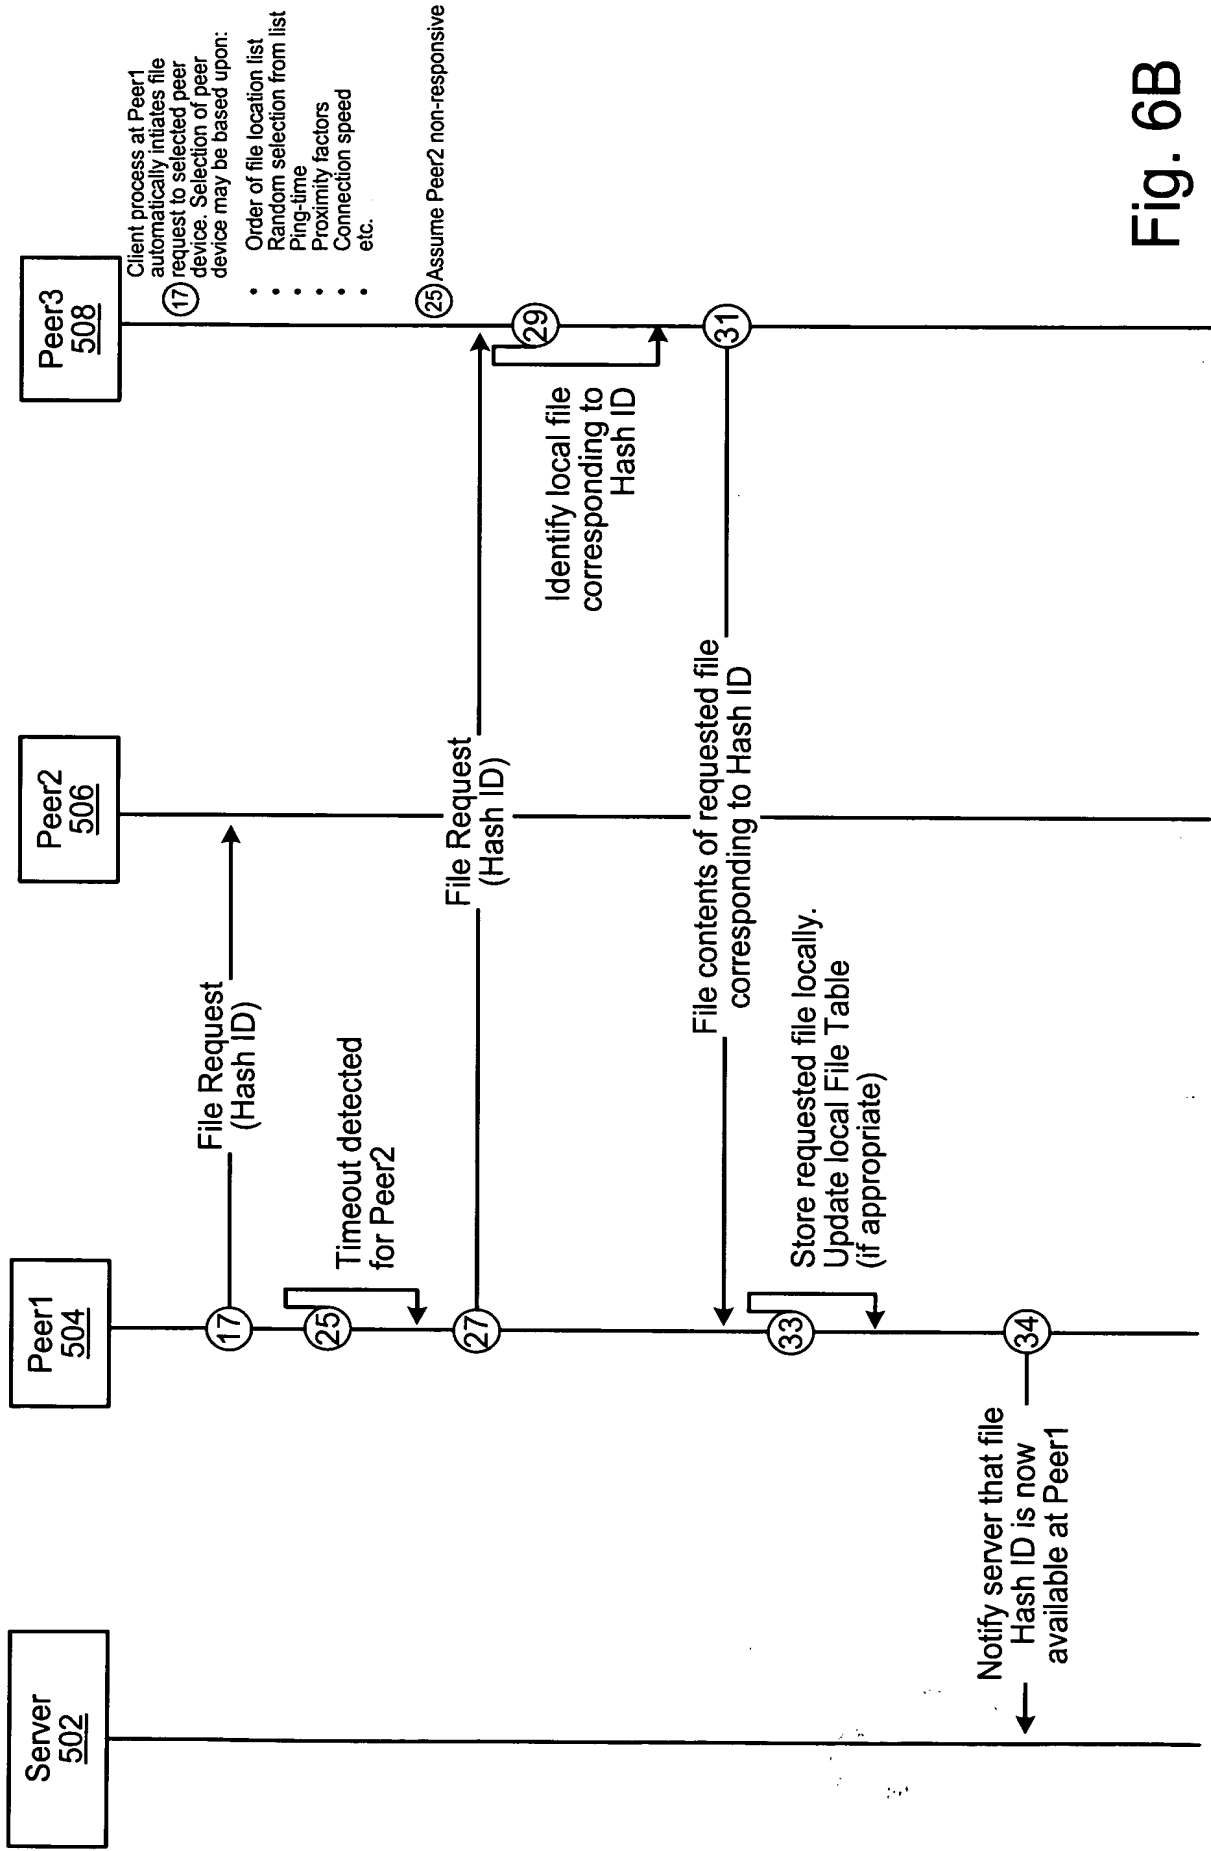 Server
502
Peer1
504
Peer2
506
Peer3
508
Client process at Peer1
automatically intiates file
17 request to selected peer
device. Selection of peer
device may be based upon:
• Order of file location list
• Random selection from list
• Ping-time
• Proximity factors
• Connection speed
• etc.
25 Assume Peer2 non-responsive
17
File Request
(Hash ID)
25
Timeout detected
for Peer2
27
File Request
(Hash ID)
29
Identify local file
corresponding to
Hash ID
31
File contents of requested file
corresponding to Hash ID
33
Store requested file locally.
Update local File Table
(if appropriate)
34
Notify server that file
Hash ID is now
available at Peer1
Fig. 6B